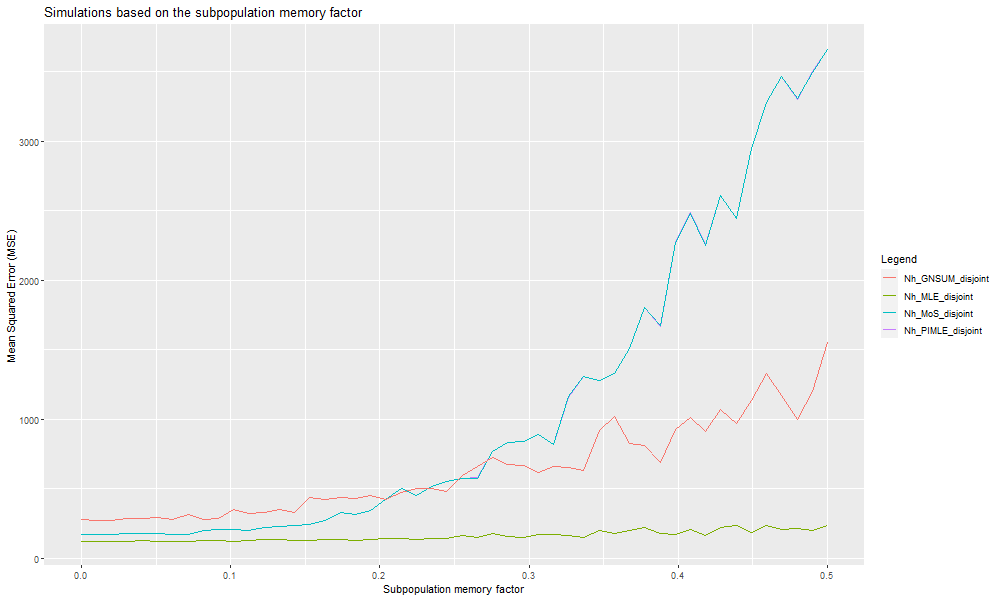 Simulations based on the subpopulation memory factor
Mean Squared Error (MSE)
3000
2000
1000
0
0.0
0.1
0.2
0.3
0.4
0.5
Subpopulation memory factor
Legend
Nh_GNSUM_disjoint
Nh_MLE_disjoint
Nh_MoS_disjoint
Nh_PIMLE_disjoint